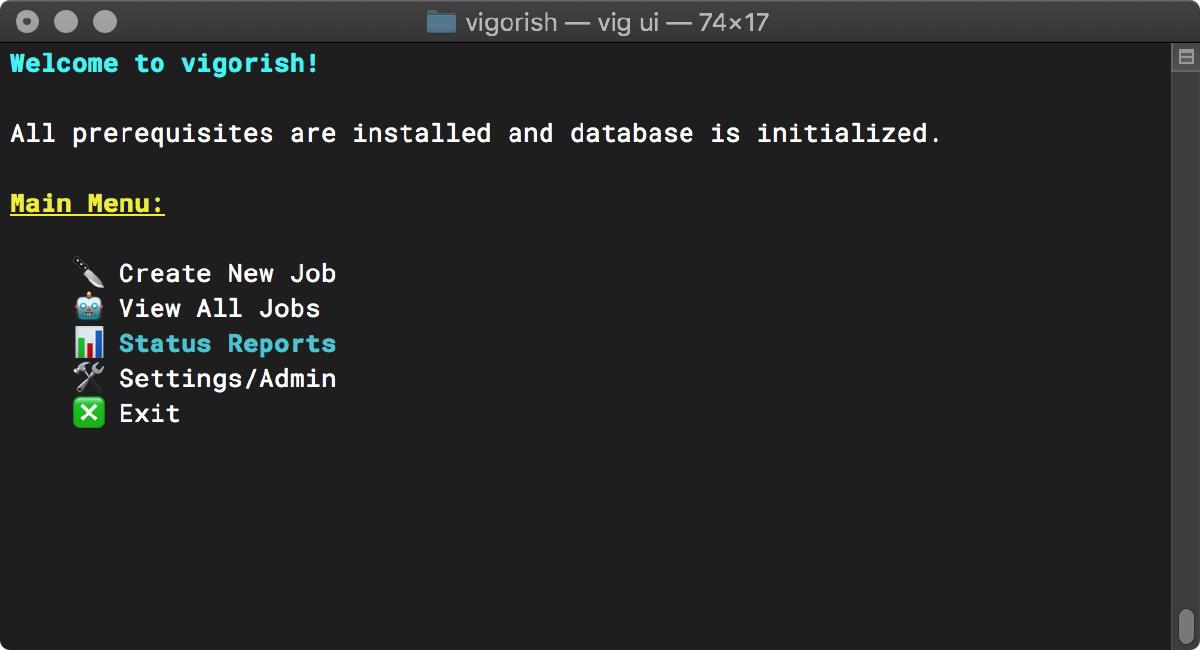 vigorish — vig ui — 74×17
Welcome to vigorish!
All prerequisites are installed and database is initialized.
Main Menu:
Create New Job
View All Jobs
Status Reports
Settings/Admin
Exit